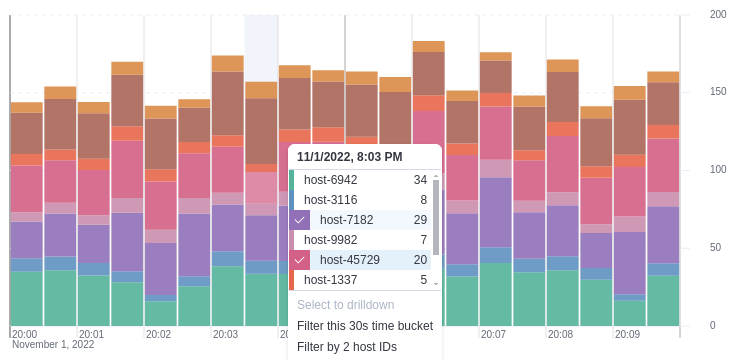 200
150
100
50
0
11/1/2022, 8:03 PM
host-6942 34
host-3116 8
host-7182 29
host-9982 7
host-45729 20
host-1337 5
Select to drilldown
Filter this 30s time bucket
Filter by 2 host IDs
20:00 20:01 20:02 20:03 20:07 20:08 20:09
November 1, 2022